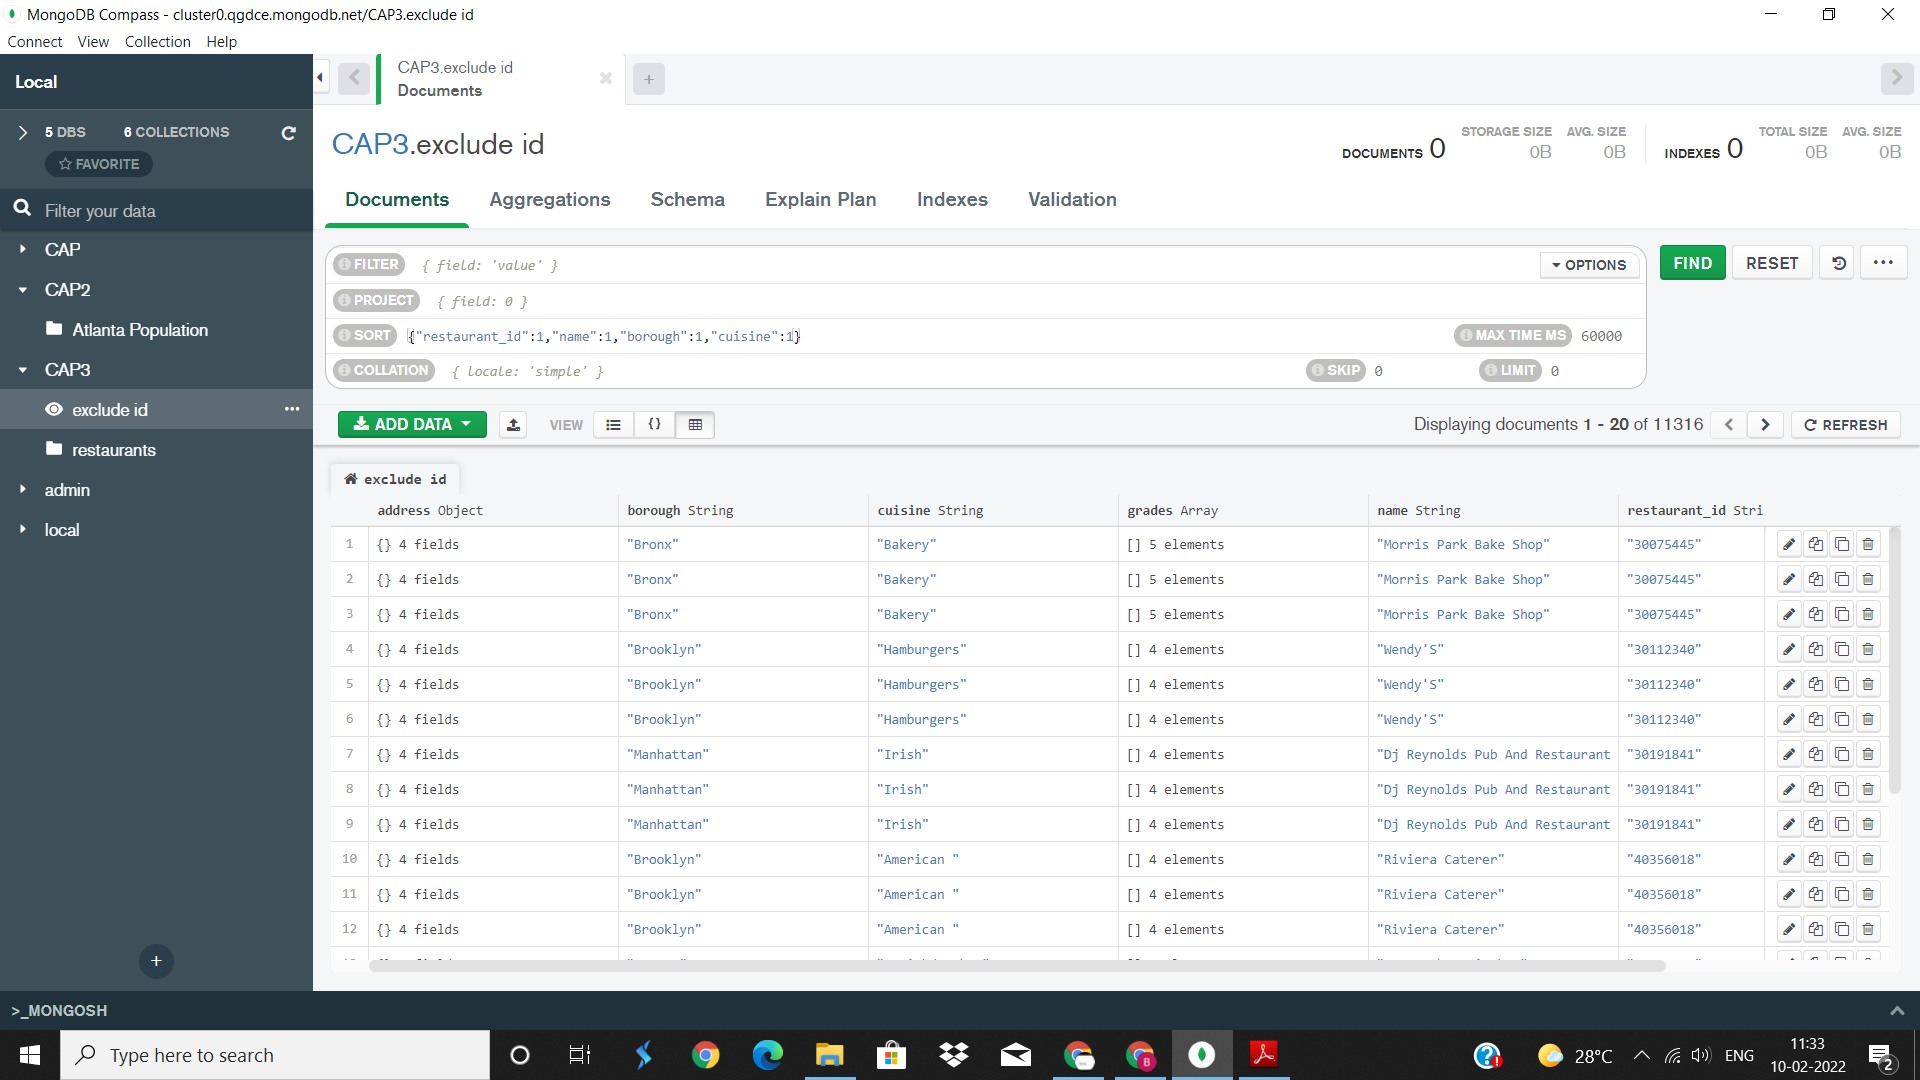 MongoDB Compass - cluster0.qgdce.mongodb.net/CAP3.exclude id
Connect View Collection Help
Local
5 DBS 6 COLLECTIONS
FAVORITE
Filter your data
CAP
CAP2
Atlanta Population
CAP3
exclude id
restaurants
admin
local
CAP3.exclude id
Documents
CAP3.exclude id
DOCUMENTS 0 STORAGE SIZE 0B AVG. SIZE 0B INDEXES 0 TOTAL SIZE 0B AVG. SIZE 0B
Documents Aggregations Schema Explain Plan Indexes Validation
FILTER { field: 'value' } OPTIONS FIND RESET
PROJECT { field: 0 }
SORT {"restaurant_id":1,"name":1,"borough":1,"cuisine":1} MAX TIME MS 60000
COLLATION { locale: 'simple' } SKIP 0 LIMIT 0
ADD DATA VIEW {} Displaying documents 1 - 20 of 11316 REFRESH
exclude id
address Object borough String cuisine String grades Array name String restaurant_id Stri
1 {} 4 fields "Bronx" "Bakery" [] 5 elements "Morris Park Bake Shop" "30075445"
2 {} 4 fields "Bronx" "Bakery" [] 5 elements "Morris Park Bake Shop" "30075445"
3 {} 4 fields "Bronx" "Bakery" [] 5 elements "Morris Park Bake Shop" "30075445"
4 {} 4 fields "Brooklyn" "Hamburgers" [] 4 elements "Wendy'S" "30112340"
5 {} 4 fields "Brooklyn" "Hamburgers" [] 4 elements "Wendy'S" "30112340"
6 {} 4 fields "Brooklyn" "Hamburgers" [] 4 elements "Wendy'S" "30112340"
7 {} 4 fields "Manhattan" "Irish" [] 4 elements "Dj Reynolds Pub And Restaurant "30191841"
8 {} 4 fields "Manhattan" "Irish" [] 4 elements "Dj Reynolds Pub And Restaurant "30191841"
9 {} 4 fields "Manhattan" "Irish" [] 4 elements "Dj Reynolds Pub And Restaurant "30191841"
10 {} 4 fields "Brooklyn" "American " [] 4 elements "Riviera Caterer" "40356018"
11 {} 4 fields "Brooklyn" "American " [] 4 elements "Riviera Caterer" "40356018"
12 {} 4 fields "Brooklyn" "American " [] 4 elements "Riviera Caterer" "40356018"
>_MONGOSH
Type here to search
28°C ENG
11:33
10-02-2022
2